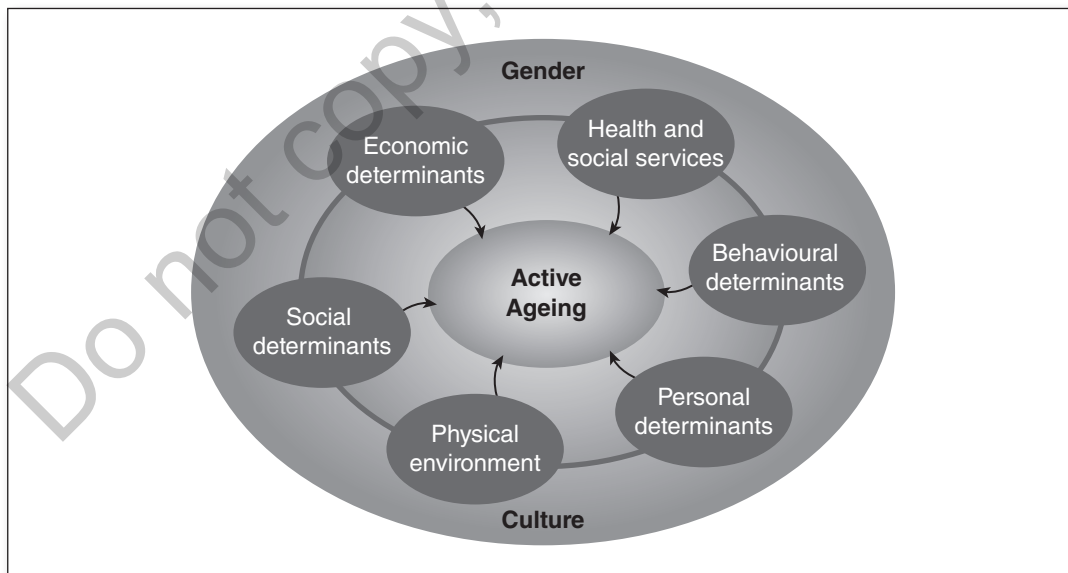 Do not copy,
Gender
Economic
determinants
Health and
social services
Behavioural
determinants
Active
Ageing
Social
determinants
Personal
determinants
Physical
environment
Culture